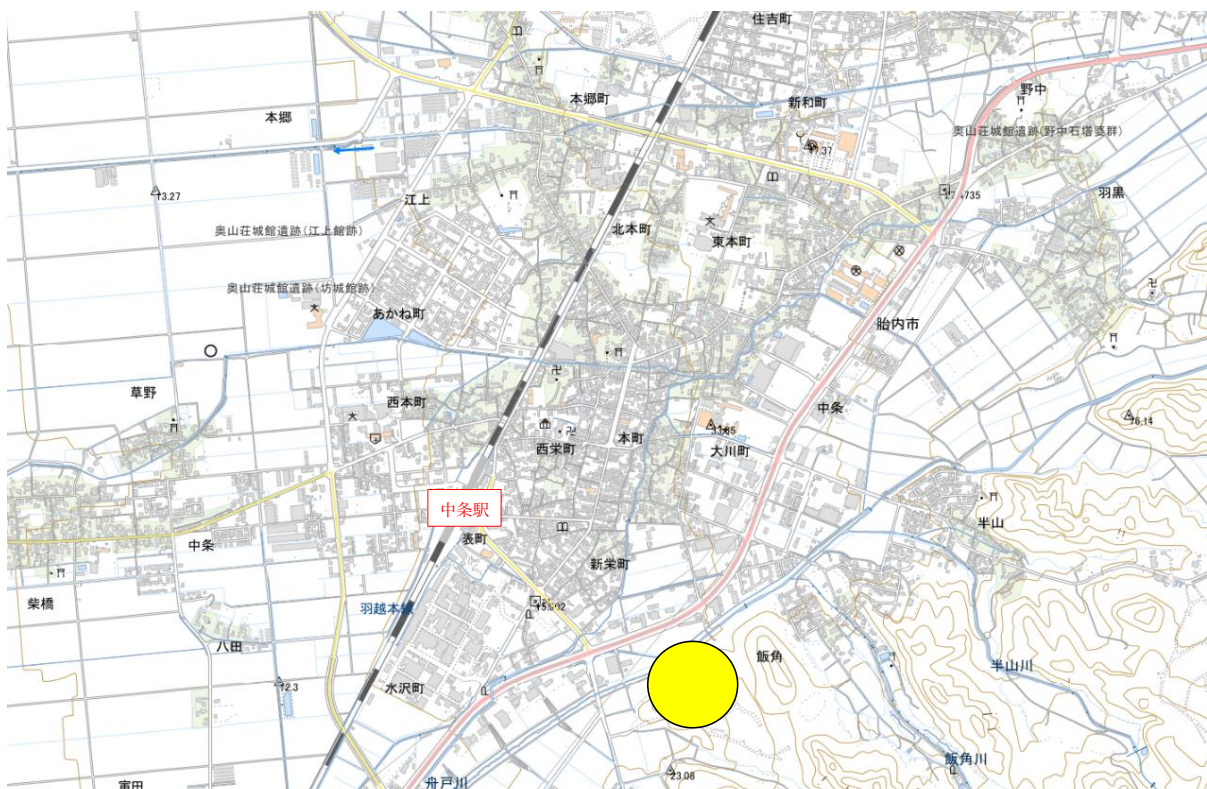 住吉町
野中
本郷町
新和町
本郷
奥山荘城館遺跡(野中石塔婆群)
37
13.27
羽黒
江上
奥山荘城館遺跡(江上館跡)
北本町
東本町
奥山荘城館遺跡(坊城館跡)
あかね町
胎内市
草野
西本町
中条
76.14
西栄町
本町
大川町
中条駅
半山
中条
表町
新栄町
柴橋
羽越本線
八田
飯角
半山川
12.3
水沢町
飯角川
23.08
寅田
舟戸川